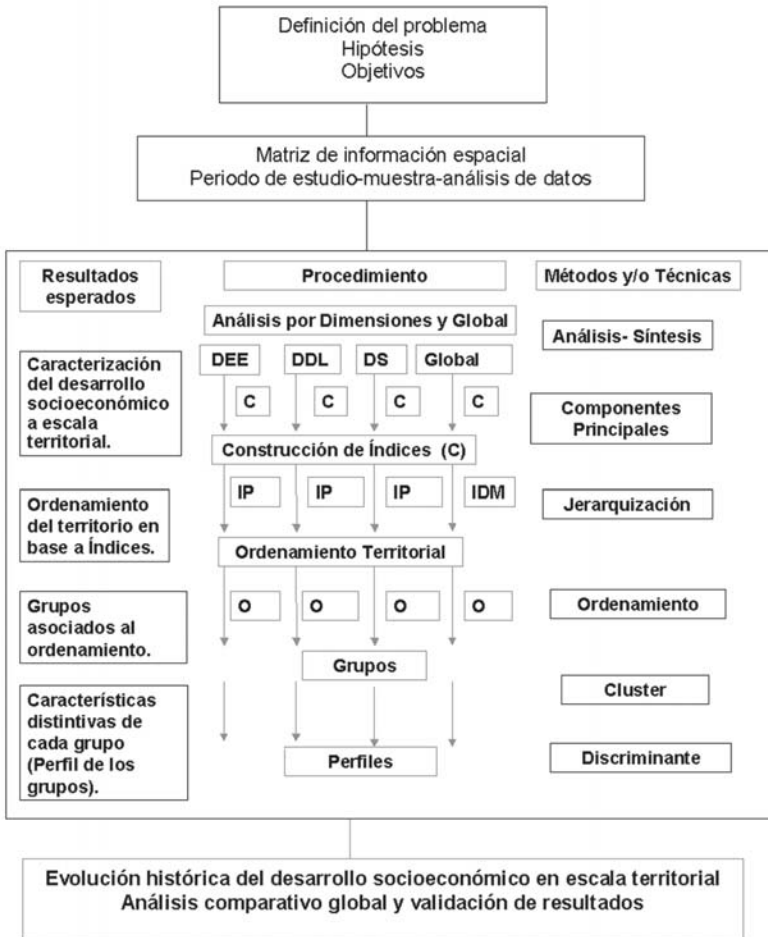 Definición del problema
Hipótesis
Objetivos
Matriz de información espacial
Periodo de estudio-muestra-análisis de datos
Resultados
esperados
Procedimiento
Métodos y/o Técnicas
Análisis por Dimensiones y Global
Análisis- Síntesis
DEE DDL DS Global
Caracterización
del desarrollo
socioeconómico
a escala
territorial.
C C C C
Componentes
Principales
Construcción de Índices (C)
IP IP IP IDM
Ordenamiento
del territorio en
base a Índices.
Jerarquización
Ordenamiento Territorial
Grupos
asociados al
ordenamiento.
O O O O
Ordenamiento
Grupos
Cluster
Características
distintivas de
cada grupo
(Perfil de los
grupos).
Perfiles
Discriminante
Evolución histórica del desarrollo socioeconómico en escala territorial
Análisis comparativo global y validación de resultados